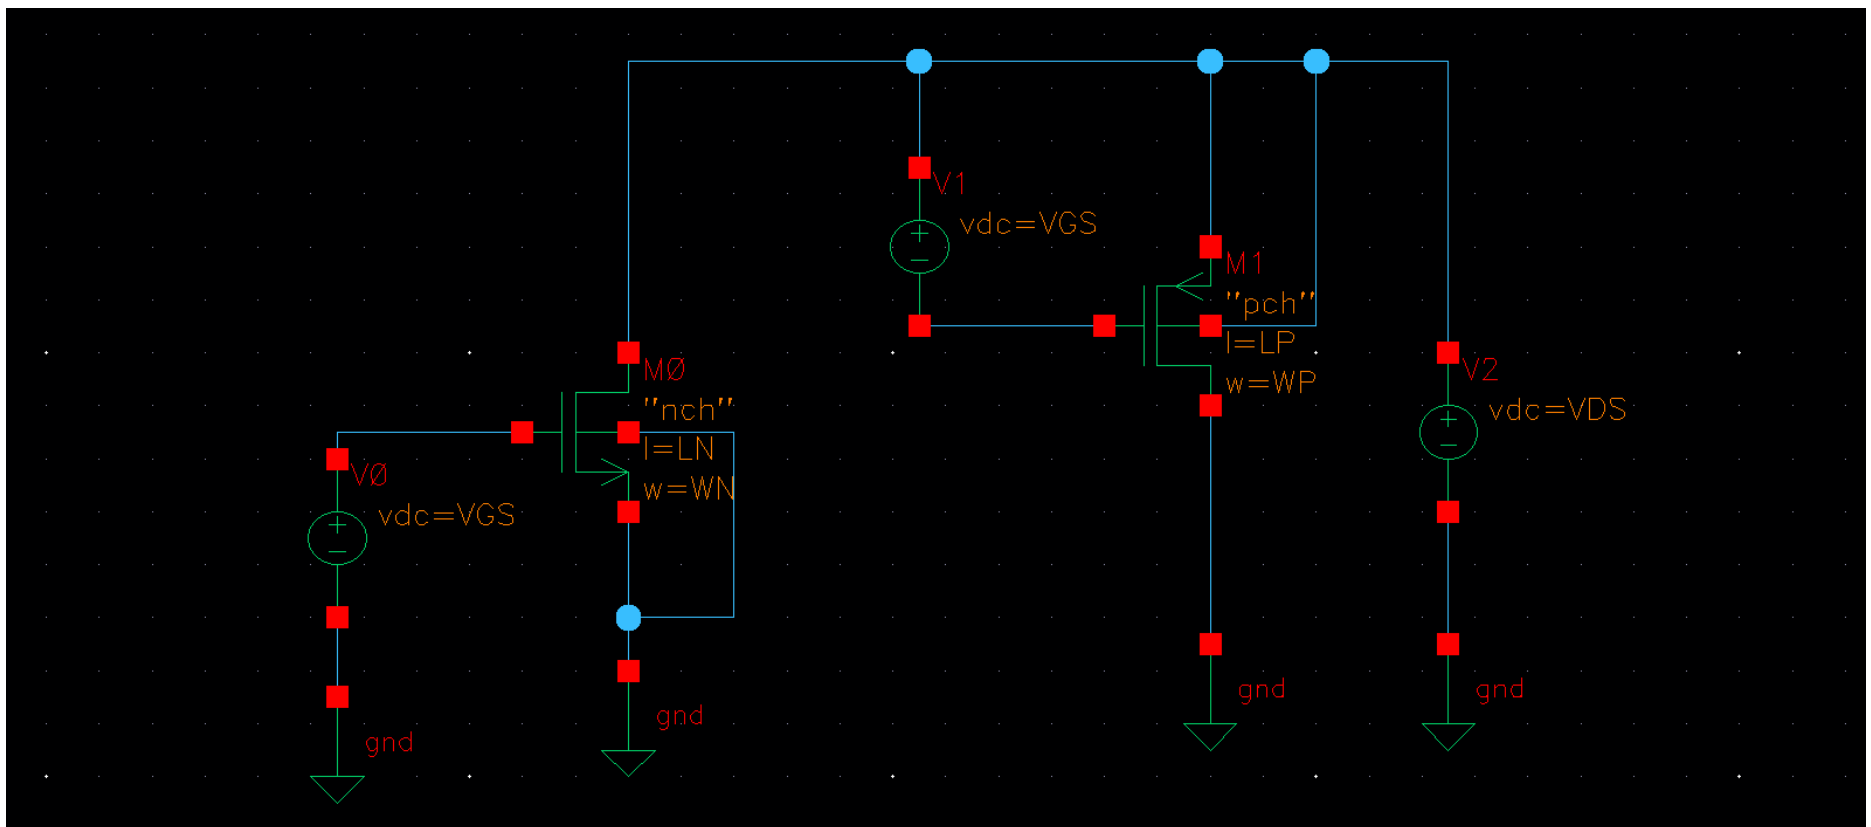 V1
vdc=VGS
M1
"pch"
l=LP
w=WP
MØ
"nch"
l=LN
w=WN
V2
vdc=VDS
VØ
vdc=VGS
gnd
gnd
gnd
gnd